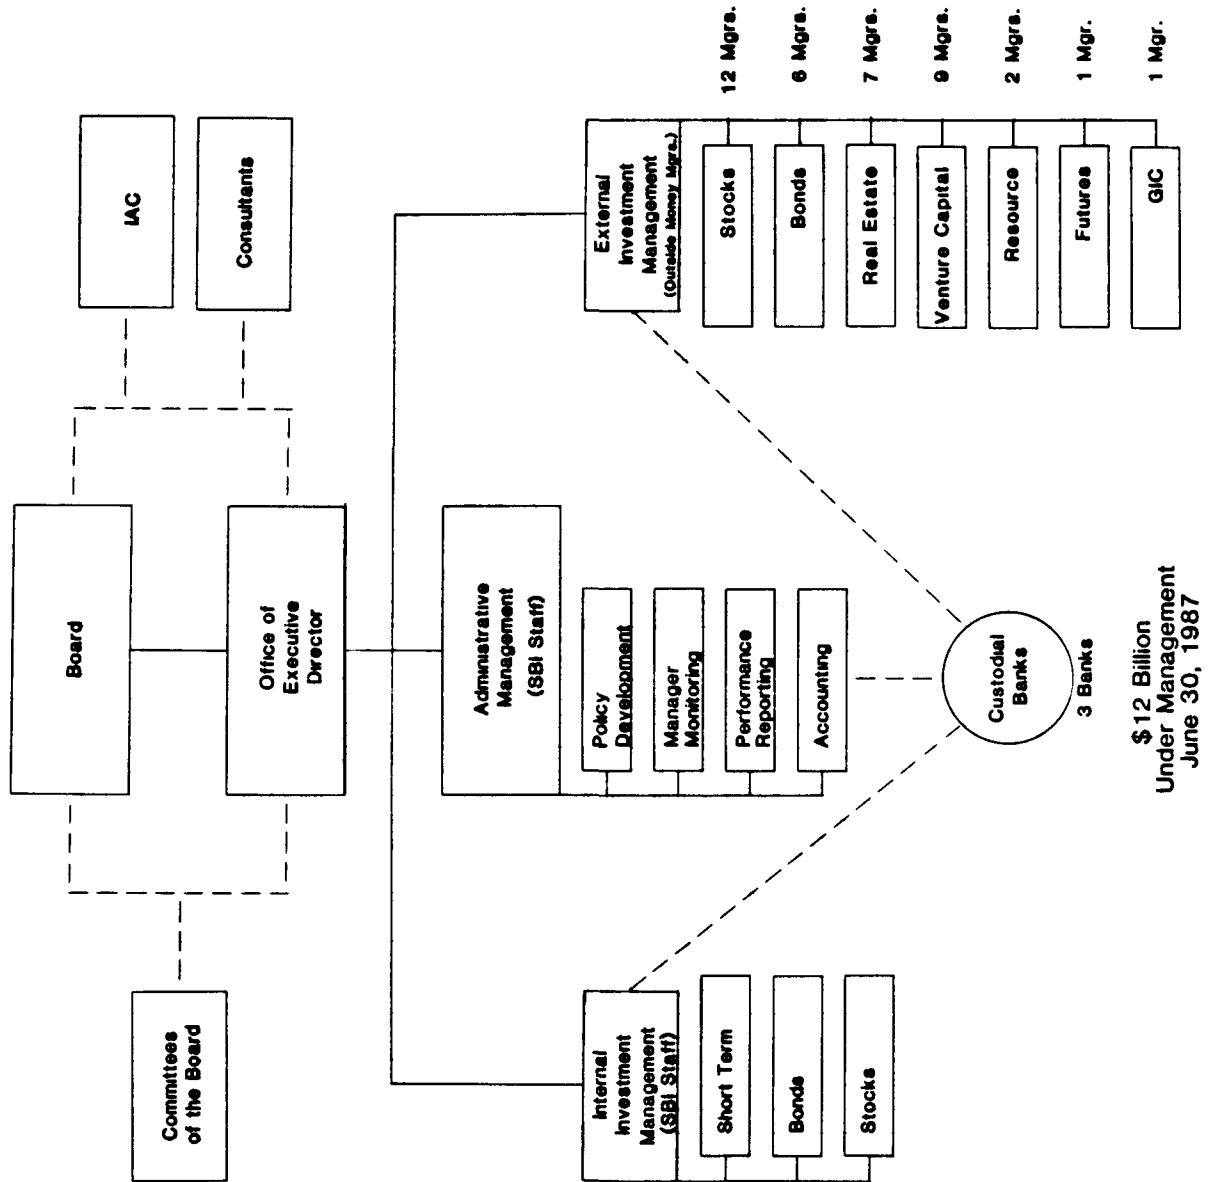 Board
IAC
Consultants
Committees
of the Board
Office of
Executive
Director
Internal
Investment
Management
(SBI Staff)
Short Term
Bonds
Stocks
Administrative
Management
(SBI Staff)
Policy
Development
Manager
Monitoring
Performance
Reporting
Accounting
External
Investment
Management
(Outside Money Mgrs.)
Stocks
12 Mgrs.
Bonds
6 Mgrs.
Real Estate
7 Mgrs.
Venture Capital
9 Mgrs.
Resource
2 Mgrs.
Futures
1 Mgr.
GIC
1 Mgr.
Custodial
Banks
3 Banks
$12 Billion
Under Management
June 30, 1987